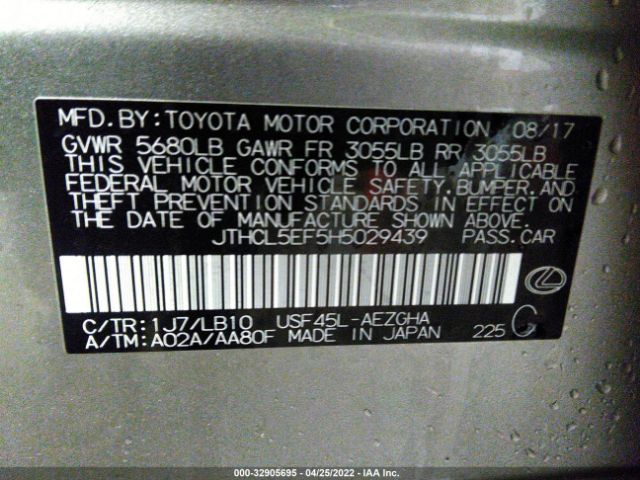 MFD. BY: TOYOTA MOTOR CORPORATION 08/17
GVWR 5680LB GAWR FR 3055LB RR 3055LB
THIS VEHICLE CONFORMS TO ALL APPLICABLE
FEDERAL MOTOR VEHICLE SAFETY, BUMPER, AND
THEFT PREVENTION STANDARDS IN EFFECT ON
THE DATE OF MANUFACTURE SHOWN ABOVE.
JTHCL5EF5H5029439 PASS. CAR
C/TR: 1J7/LB10 USF45L-AEZGHA
A/TM: A02A/AA80F MADE IN JAPAN 225 G
000-32905695 - 04/25/2022 - IAA Inc.